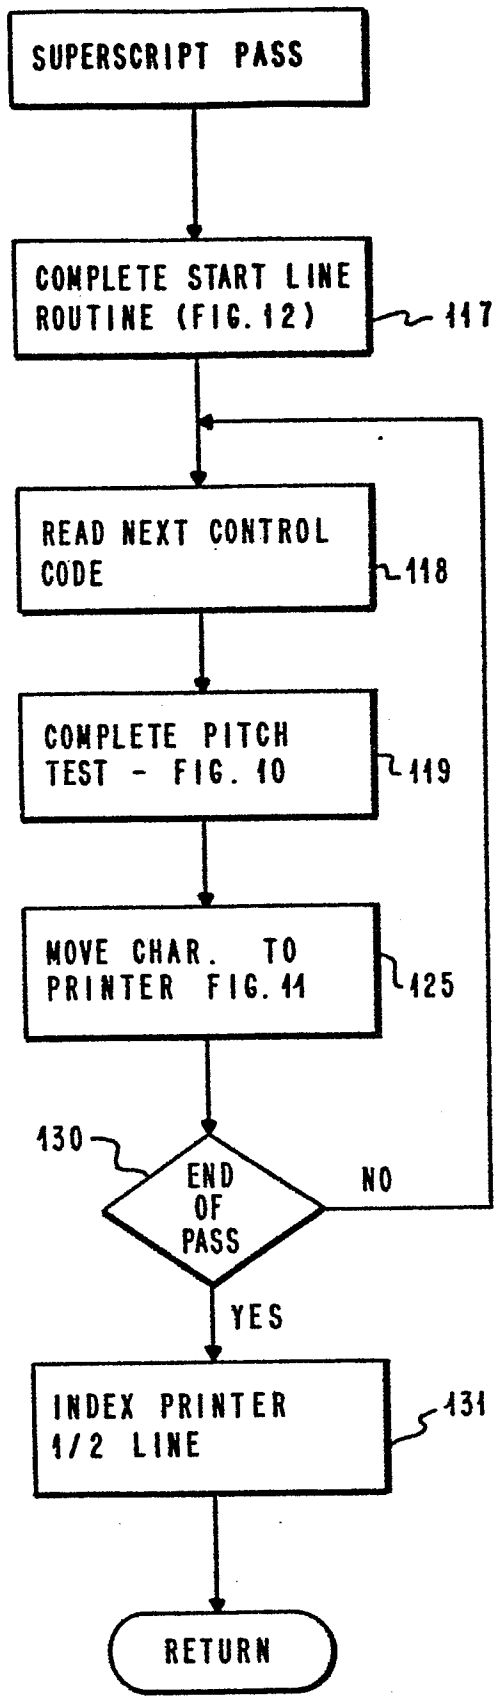 SUPERSCRIPT PASS
COMPLETE START LINE
ROUTINE (FIG. 12)
117
READ NEXT CONTROL
CODE
118
COMPLETE PITCH
TEST - FIG. 10
119
MOVE CHAR. TO
PRINTER FIG. 11
125
130
END
OF
PASS
NO
YES
INDEX PRINTER
1/2 LINE
131
RETURN